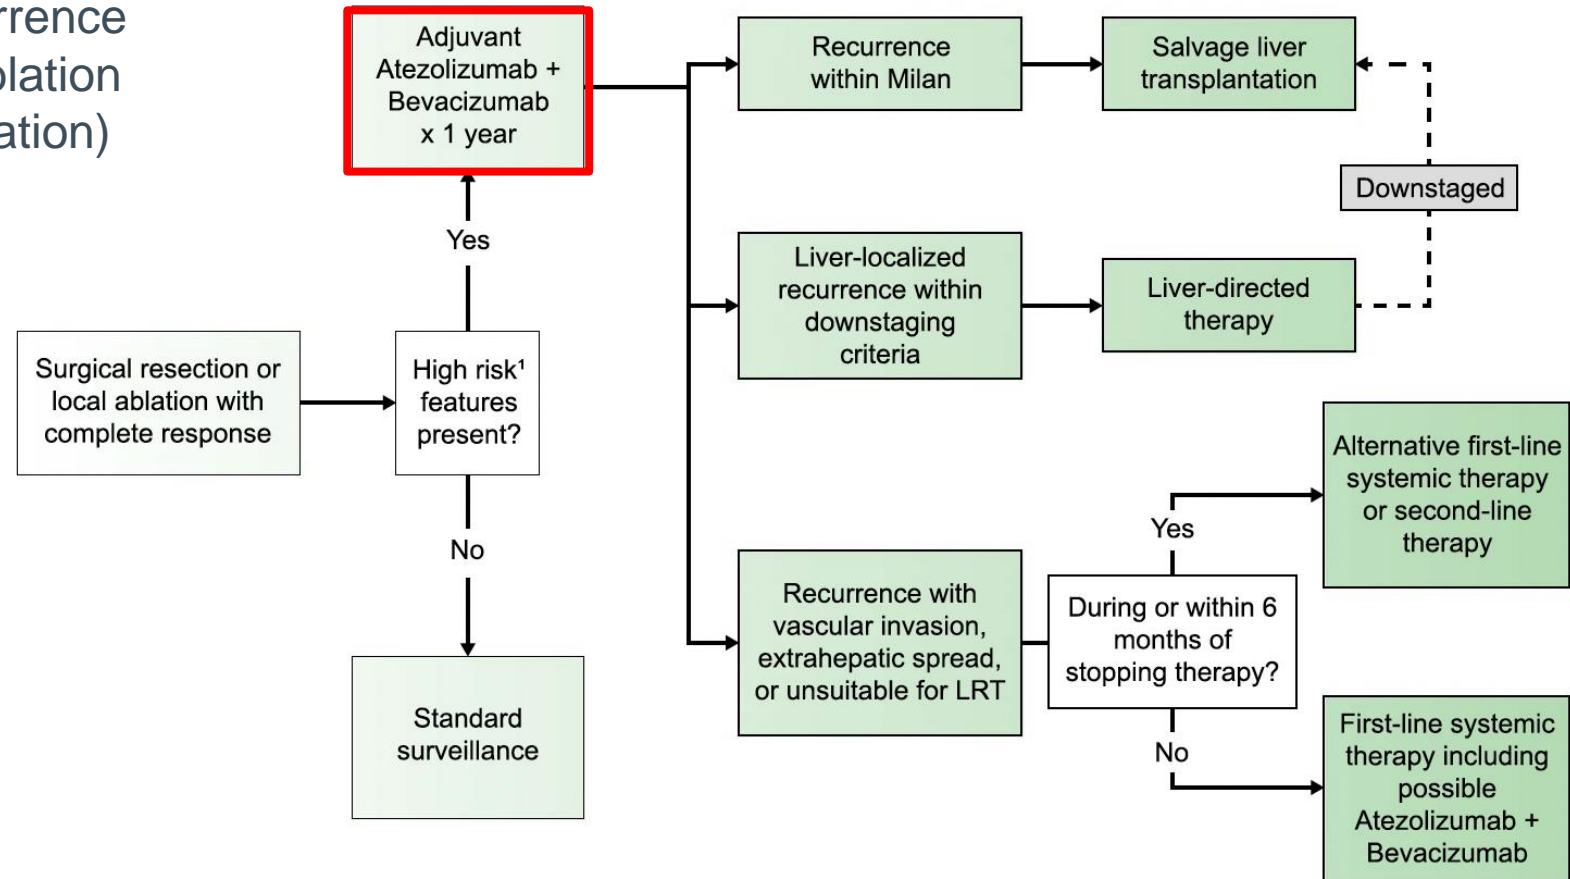 rrence
olation
ation)
Adjuvant
Atezolizumab +
Bevacizumab
x 1 year
Recurrence
within Milan
Salvage liver
transplantation
Downstaged
Yes
Liver-localized
recurrence within
downstaging
criteria
Liver-directed
therapy
Surgical resection or
local ablation with
complete response
High risk¹
features
present?
No
Standard
surveillance
Recurrence with
vascular invasion,
extrahepatic spread,
or unsuitable for LRT
During or within 6
months of
stopping therapy?
Yes
Alternative first-line
systemic therapy
or second-line
therapy
No
First-line systemic
therapy including
possible
Atezolizumab +
Bevacizumab